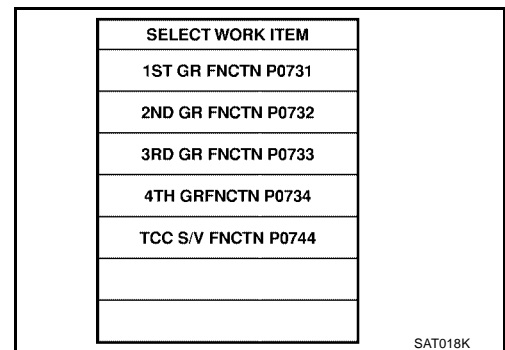 SELECT WORK ITEM
1ST GR FNCTN P0731
2ND GR FNCTN P0732
3RD GR FNCTN P0733
4TH GRFNCTN P0734
TCC S/V FNCTN P0744
SAT018K